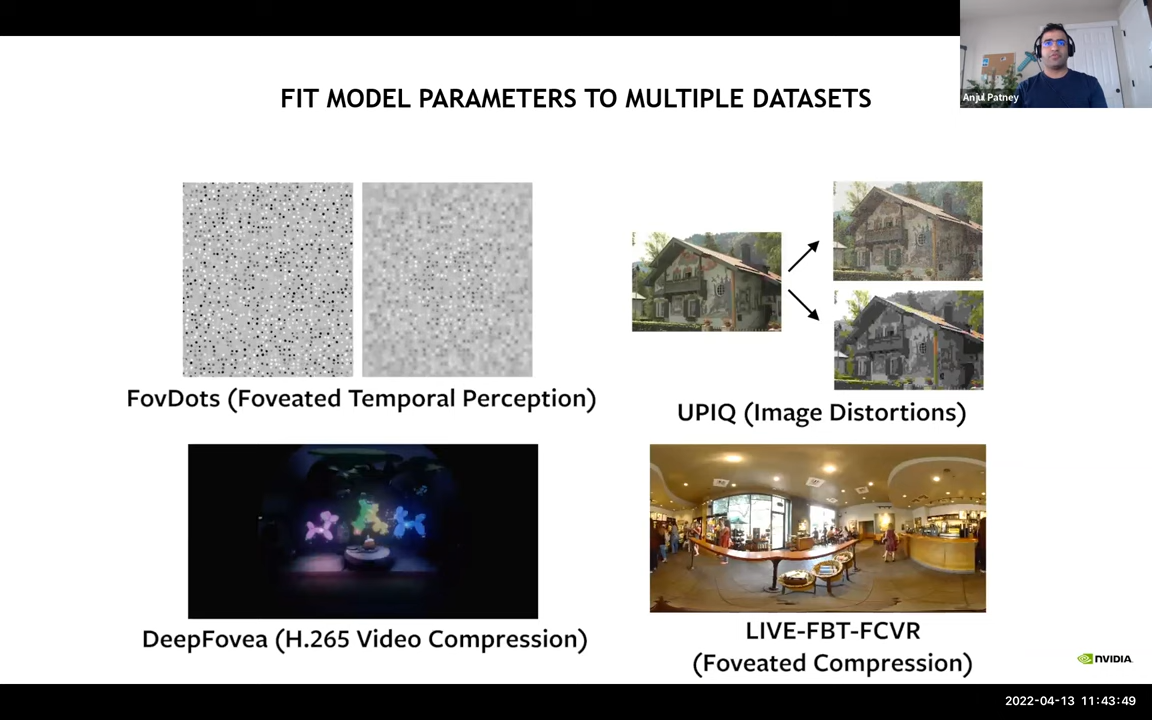 Anjul Patney
FIT MODEL PARAMETERS TO MULTIPLE DATASETS
FovDots (Foveated Temporal Perception)
UPIQ (Image Distortions)
DeepFovea (H.265 Video Compression)
LIVE-FBT-FCVR
(Foveated Compression)
NVIDIA.
2022-04-13 11:43:49